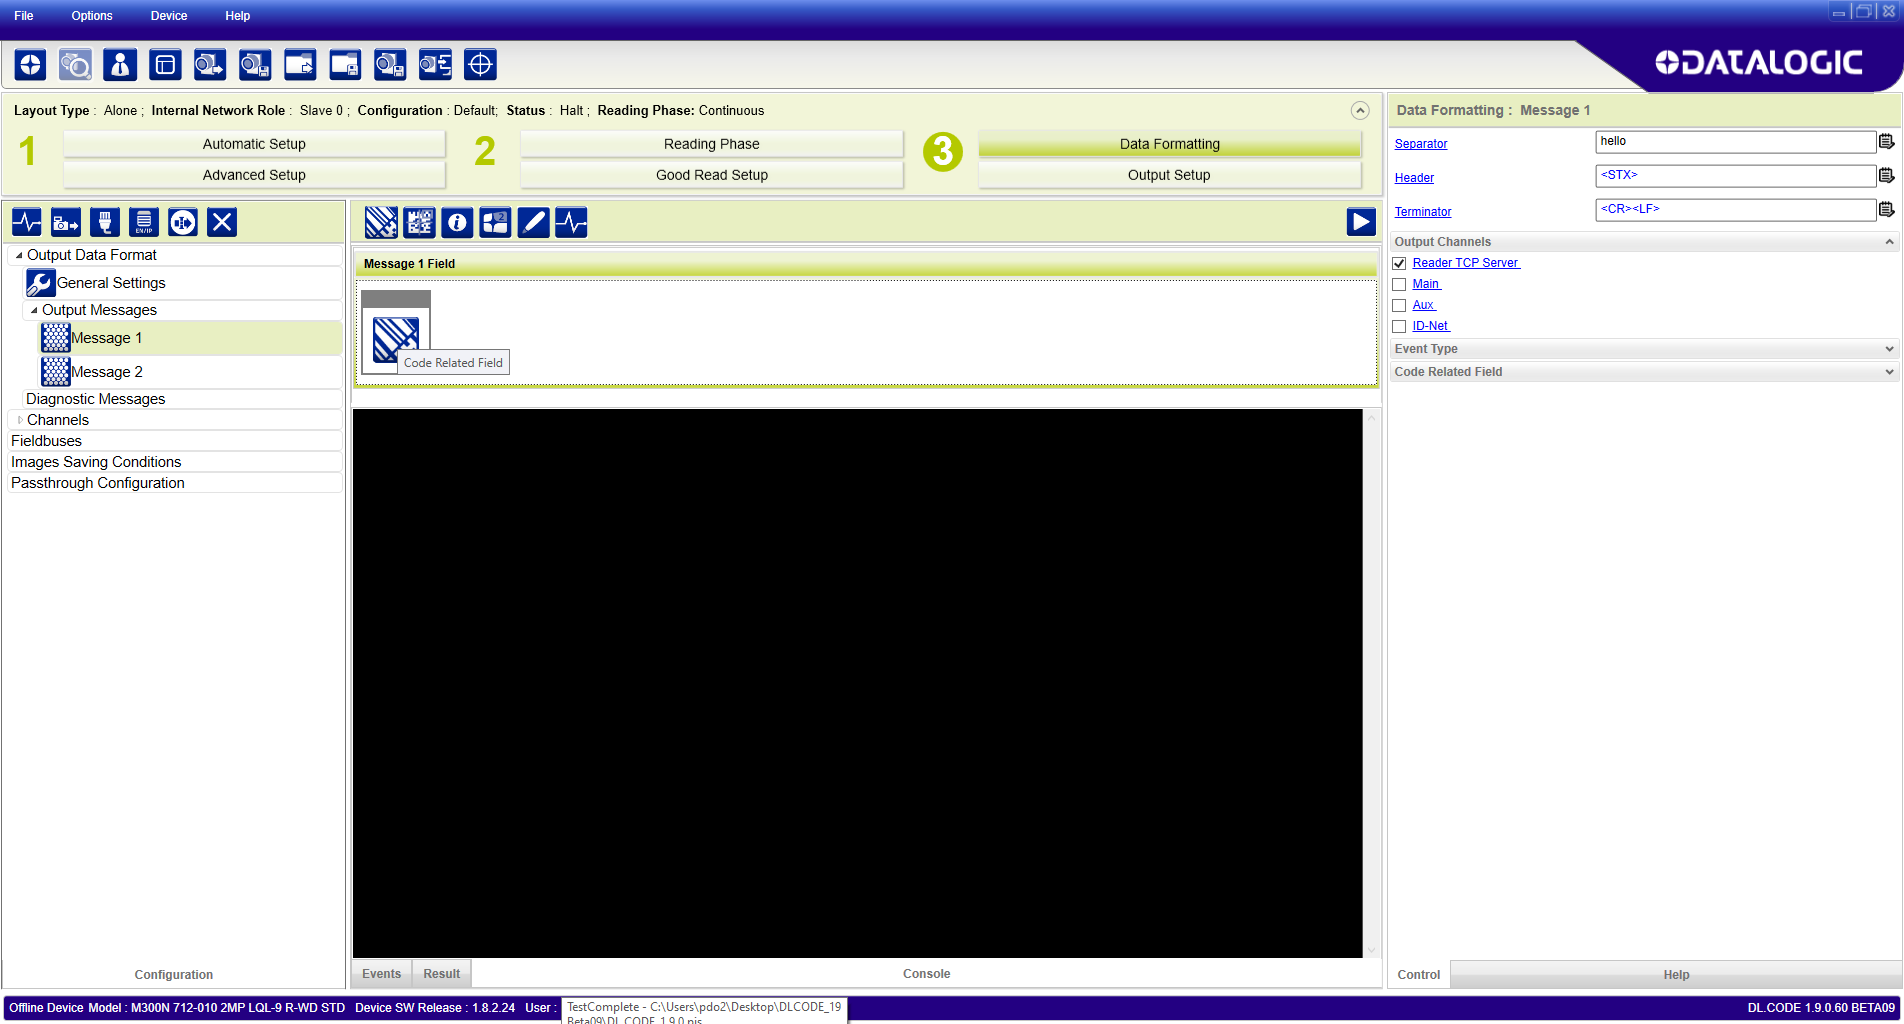 File Options Device Help
DATALOGIC
Layout Type : Alone ; Internal Network Role : Slave 0 ; Configuration : Default; Status : Halt ; Reading Phase: Continuous
1 Automatic Setup 2 Reading Phase 3 Data Formatting
Advanced Setup Good Read Setup Output Setup
EN/IP
Output Data Format
General Settings
Output Messages
Message 1
Message 2
Diagnostic Messages
Channels
Fieldbuses
Images Saving Conditions
Passthrough Configuration
Configuration
Message 1 Field
Code Related Field
Events Result Console
Data Formatting : Message 1
Separator hello
Header <STX>
Terminator <CR><LF>
Output Channels
Reader TCP Server
Main
Aux
ID-Net
Event Type
Code Related Field
Control Help
Offline Device Model : M300N 712-010 2MP LQL-9 R-WD STD Device SW Release : 1.8.2.24 User :
TestComplete - C:\Users\pdo2\Desktop\DLCODE_19
Beta09\DL.CODE_1.9.0.pjs
DL.CODE 1.9.0.60 BETA09